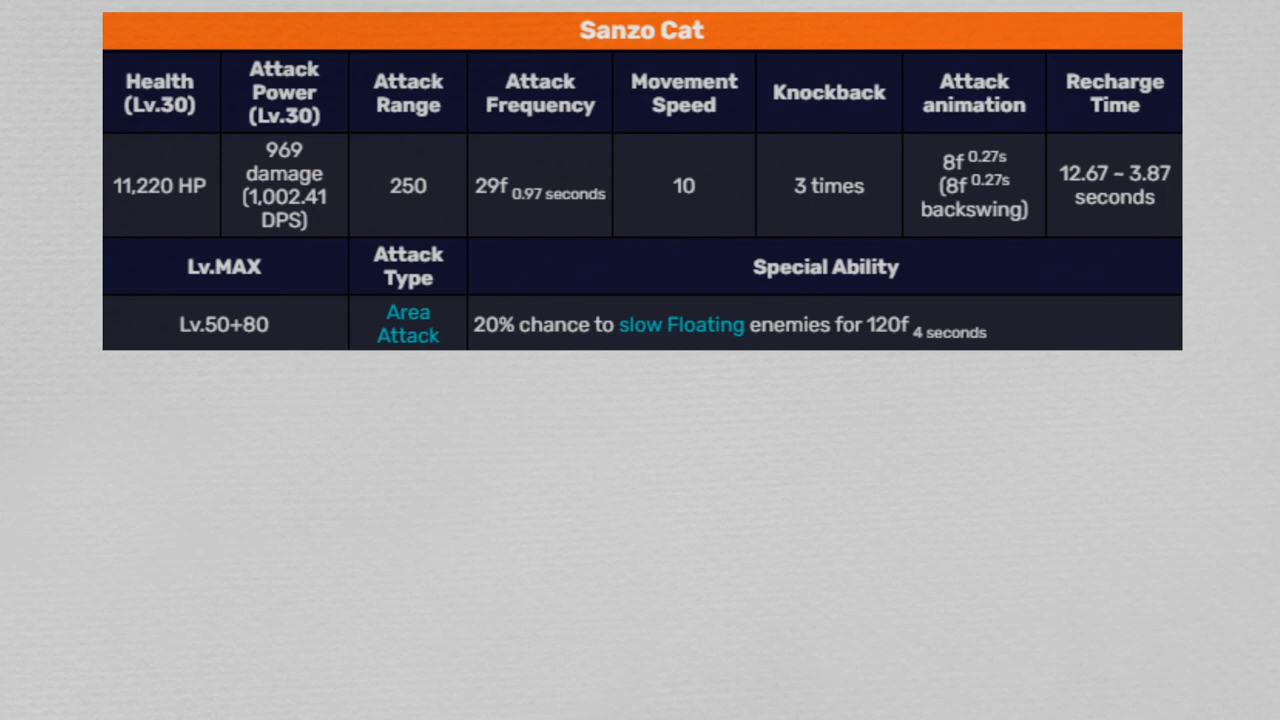 Sanzo Cat
Health (Lv.30)
Attack Power (Lv.30)
Attack Range
Attack Frequency
Movement Speed
Knockback
Attack animation
Recharge Time
11,220 HP
969 damage (1,002.41 DPS)
250
29f 0.97 seconds
10
3 times
8f 0.27s (8f 0.27s backswing)
12.67 ~ 3.87 seconds
Lv.MAX
Attack Type
Special Ability
Lv.50+80
Area Attack
20% chance to slow Floating enemies for 120f 4 seconds